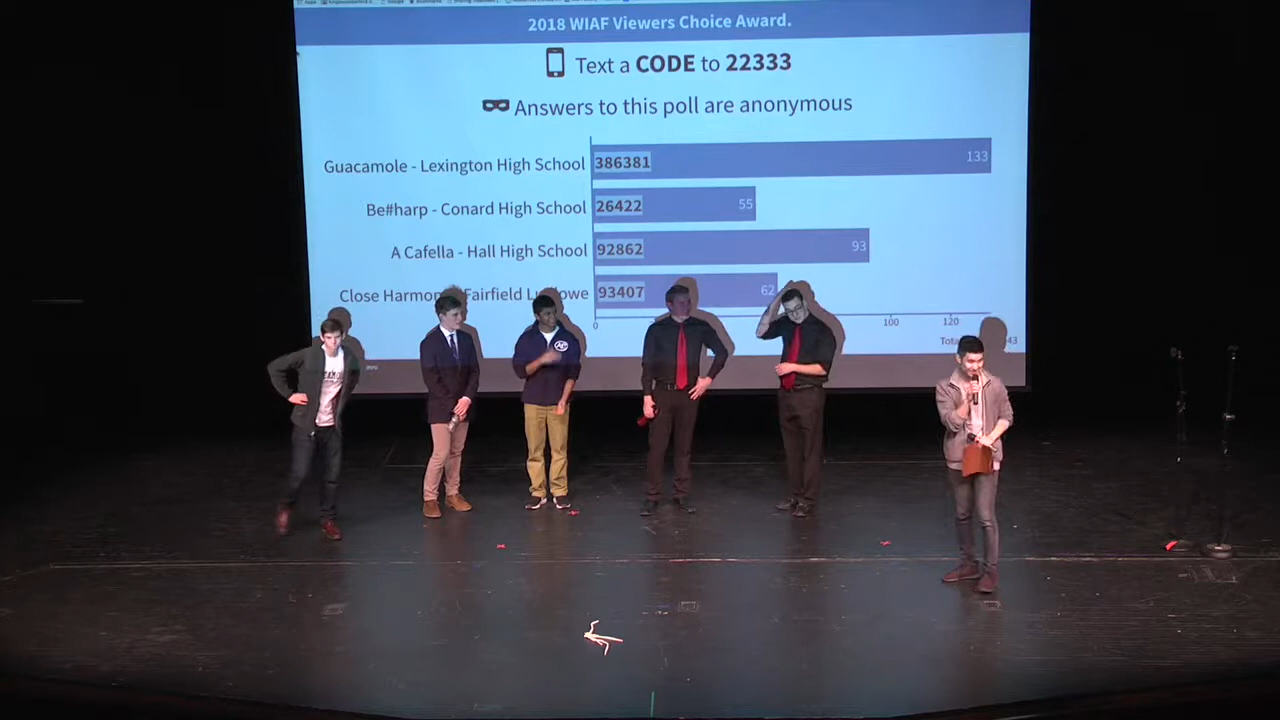 2018 WIAF Viewers Choice Award.
Text a CODE to 22333
Answers to this poll are anonymous
Guacamole - Lexington High School 386381 133
Be#harp - Conard High School 26422 55
A Cafella - Hall High School 92862 93
Close Harmony Fairfield 93407 62
0 100 120